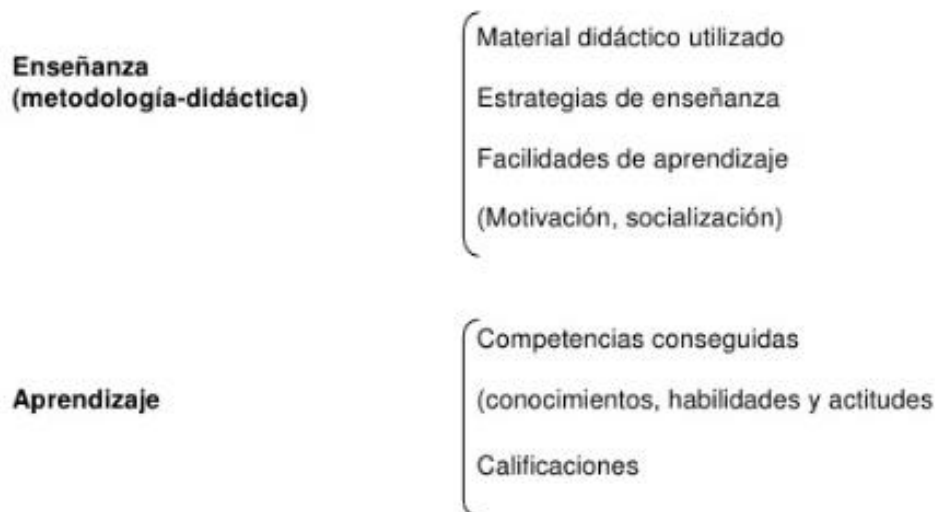 Enseñanza
(metodología-didáctica)
Material didáctico utilizado
Estrategias de enseñanza
Facilidades de aprendizaje
(Motivación, socialización)
Aprendizaje
Competencias conseguidas
(conocimientos, habilidades y actitudes
Calificaciones